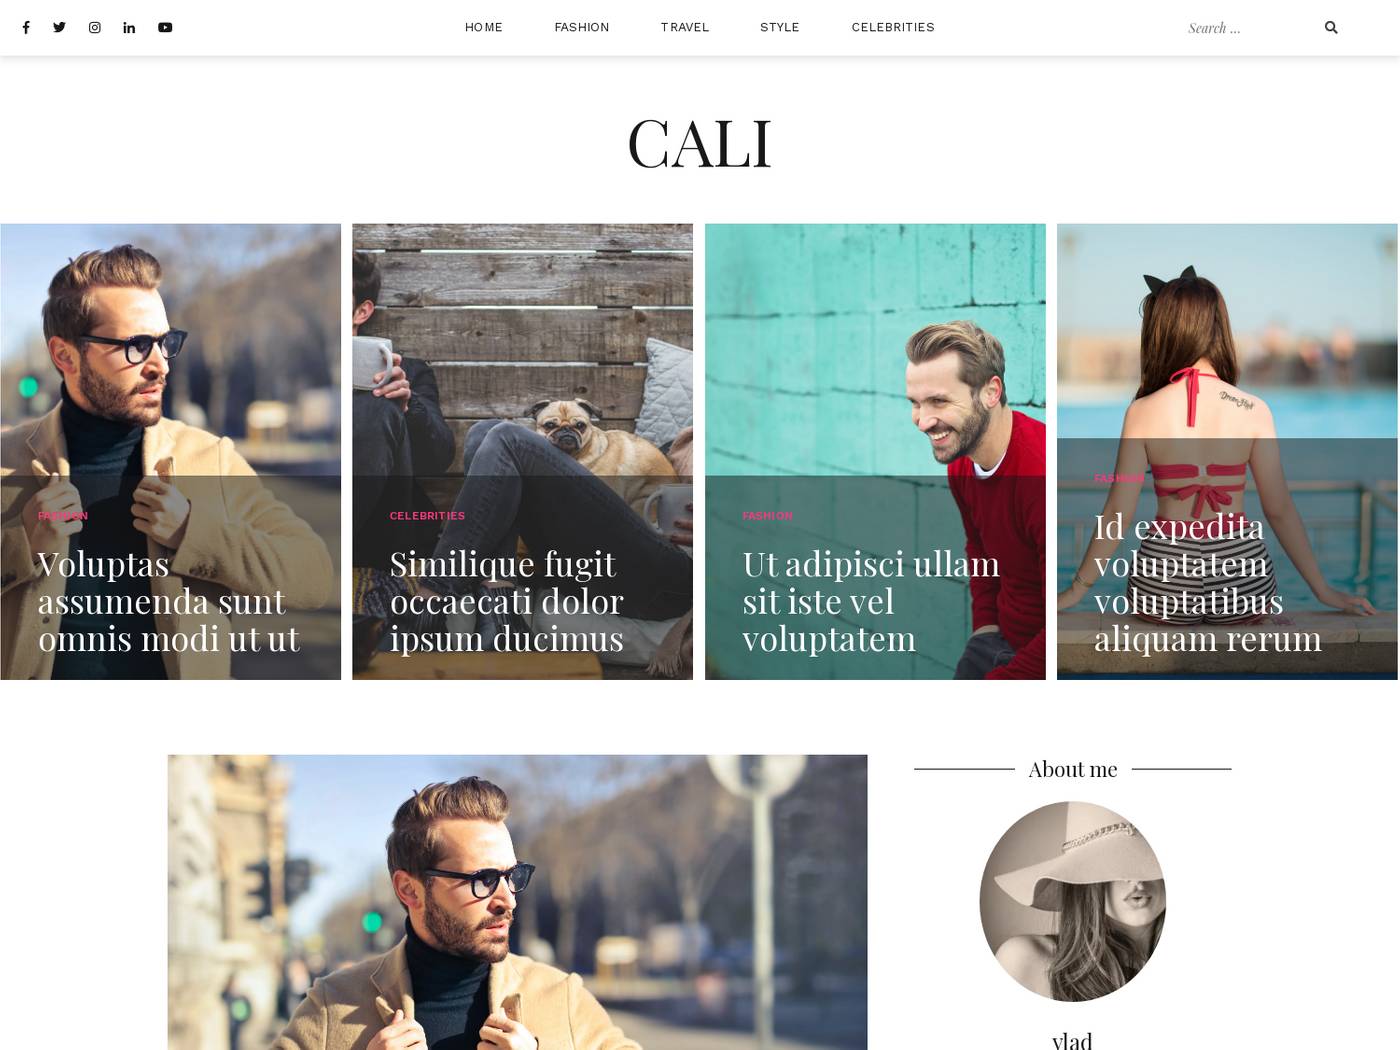 HOME FASHION TRAVEL STYLE CELEBRITIES
Search ...
CALI
FASHION
Voluptas
assumenda sunt
omnis modi ut ut
CELEBRITIES
Similique fugit
occaecati dolor
ipsum ducimus
FASHION
Ut adipisci ullam
sit iste vel
voluptatem
Dream High
FASHION
Id expedita
voluptatem
voluptatibus
aliquam rerum
About me
vlad